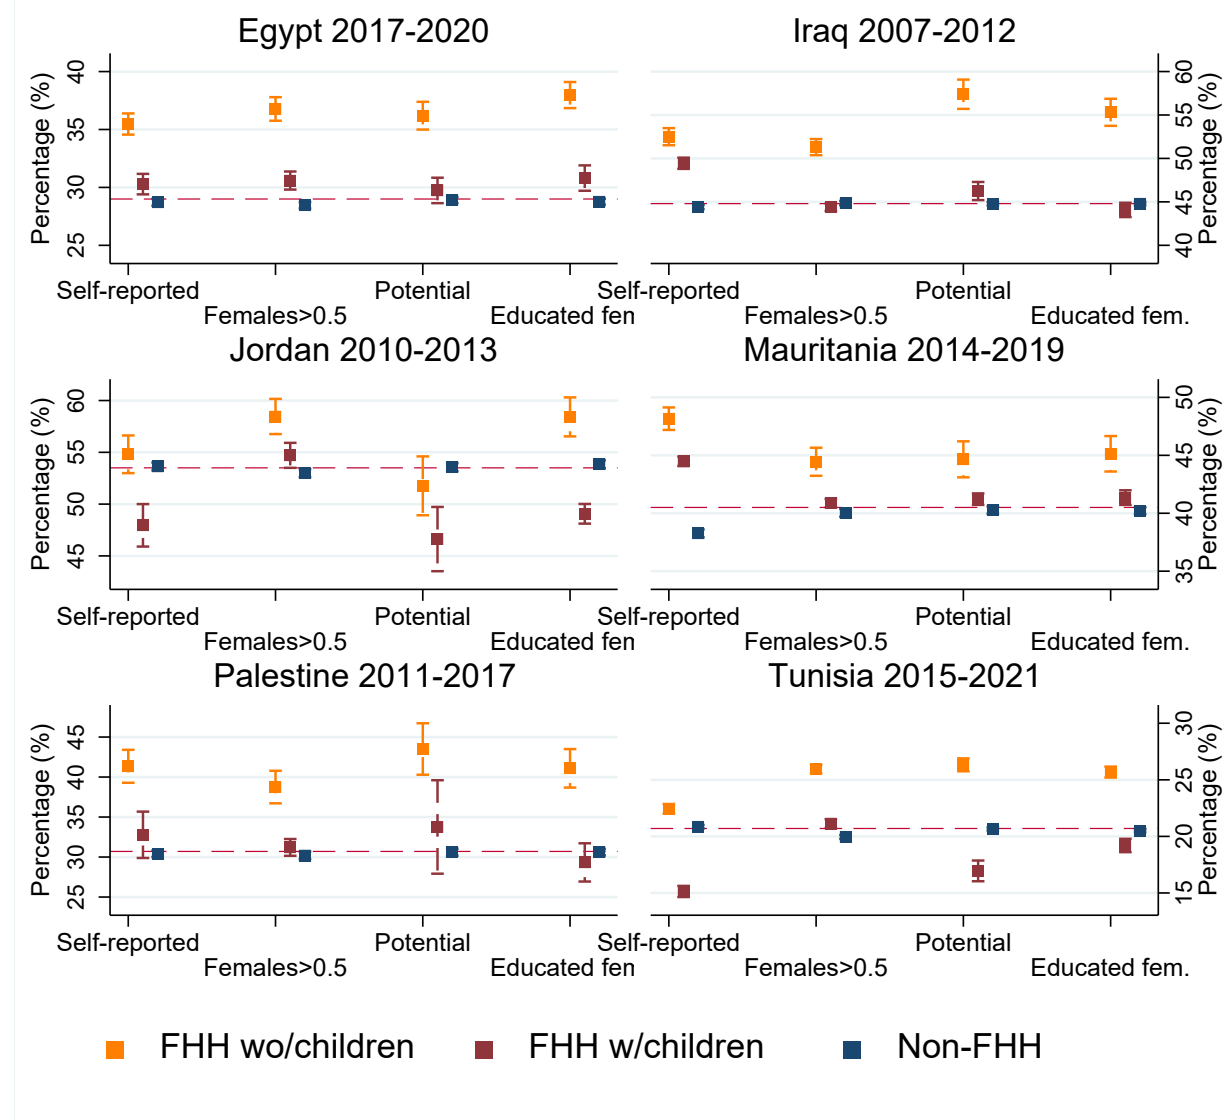 Egypt 2017-2020
Percentage (%)
40
35
30
25
Self-reported
Females>0.5
Potential
Educated fem
Iraq 2007-2012
Percentage (%)
60
55
50
45
40
Self-reported
Females>0.5
Potential
Educated fem.
Jordan 2010-2013
Percentage (%)
60
55
50
45
Self-reported
Females>0.5
Potential
Educated fem
Mauritania 2014-2019
Percentage (%)
50
45
40
35
Self-reported
Females>0.5
Potential
Educated fem.
Palestine 2011-2017
Percentage (%)
45
40
35
30
25
Self-reported
Females>0.5
Potential
Educated fem
Tunisia 2015-2021
Percentage (%)
30
25
20
15
Self-reported
Females>0.5
Potential
Educated fem.
FHH wo/children
FHH w/children
Non-FHH